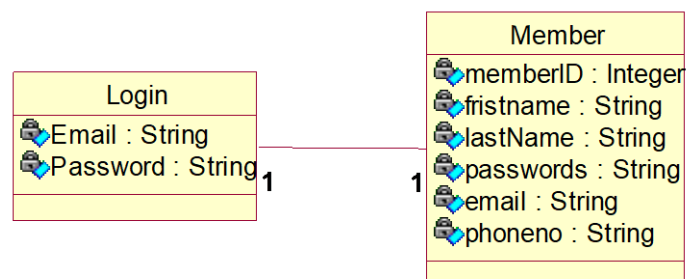 Login
Email : String
Password : String
1
1
Member
memberID : Integer
fristname : String
lastName : String
passwords : String
email : String
phoneno : String